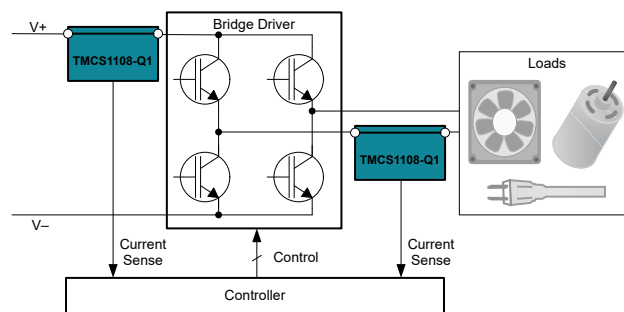 V+
TMCS1108-Q1
Bridge Driver
Loads
TMCS1108-Q1
V–
Current
Sense
Control
Current
Sense
Controller